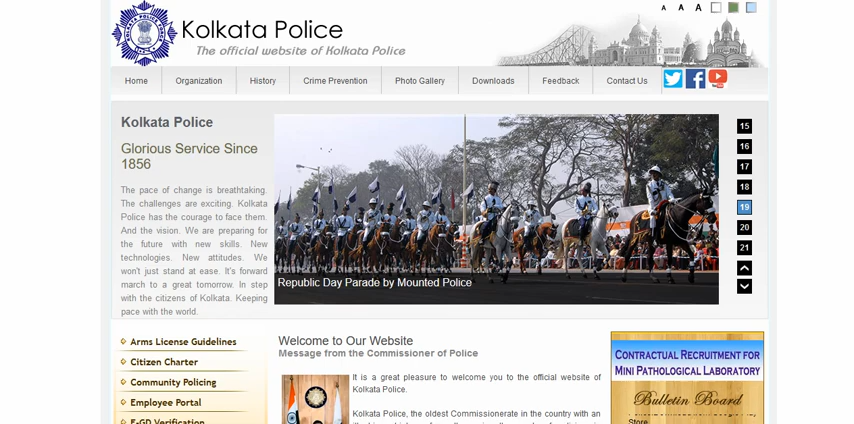 Kolkata Police
The official website of Kolkata Police
A A A
Home Organization History Crime Prevention Photo Gallery Downloads Feedback Contact Us
Kolkata Police
Glorious Service Since
1856
The pace of change is breathtaking.
The challenges are exciting. Kolkata
Police has the courage to face them.
And the vision. We are preparing for
the future with new skills. New
technologies. New attitudes. We
won't just stand at ease. It's forward
march to a great tomorrow. In step
with the citizens of Kolkata. Keeping
pace with the world.
Republic Day Parade by Mounted Police
15
16
17
18
19
20
21
Arms License Guidelines
Citizen Charter
Community Policing
Employee Portal
E-GD Verification
Welcome to Our Website
Message from the Commissioner of Police
It is a great pleasure to welcome you to the official website of
Kolkata Police.
Kolkata Police, the oldest Commissionerate in the country with an
CONTRACTUAL RECRUITMENT FOR
MINI PATHOLOGICAL LABORATORY
Bulletin Board
Store